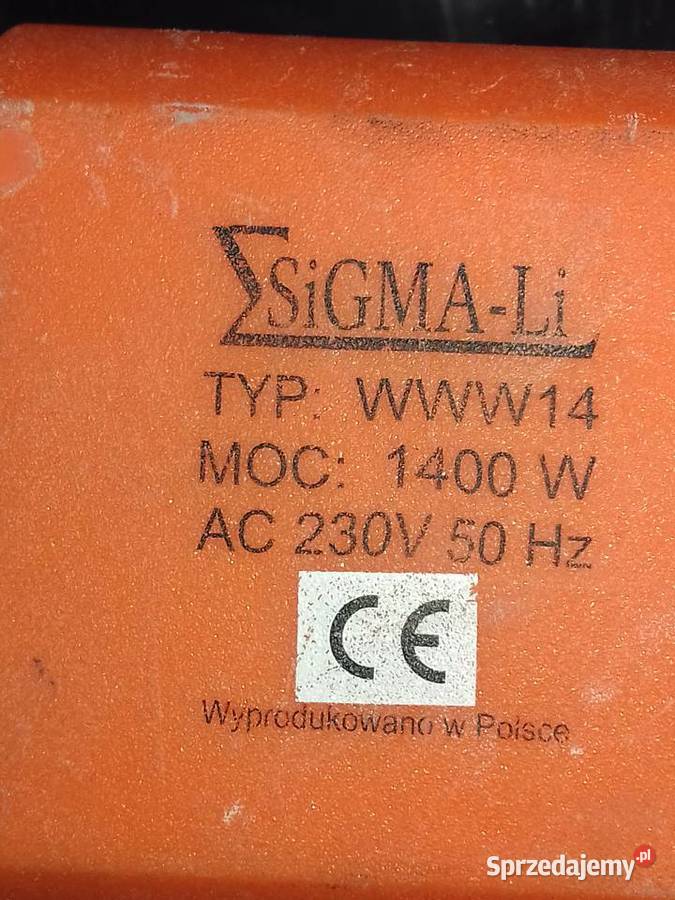 ΣSiGMA-Li
TYP: WWW14
MOC: 1400 W
AC 230V 50 Hz
CE
Wyprodukowano w Polsce
Sprzedajemy.pl